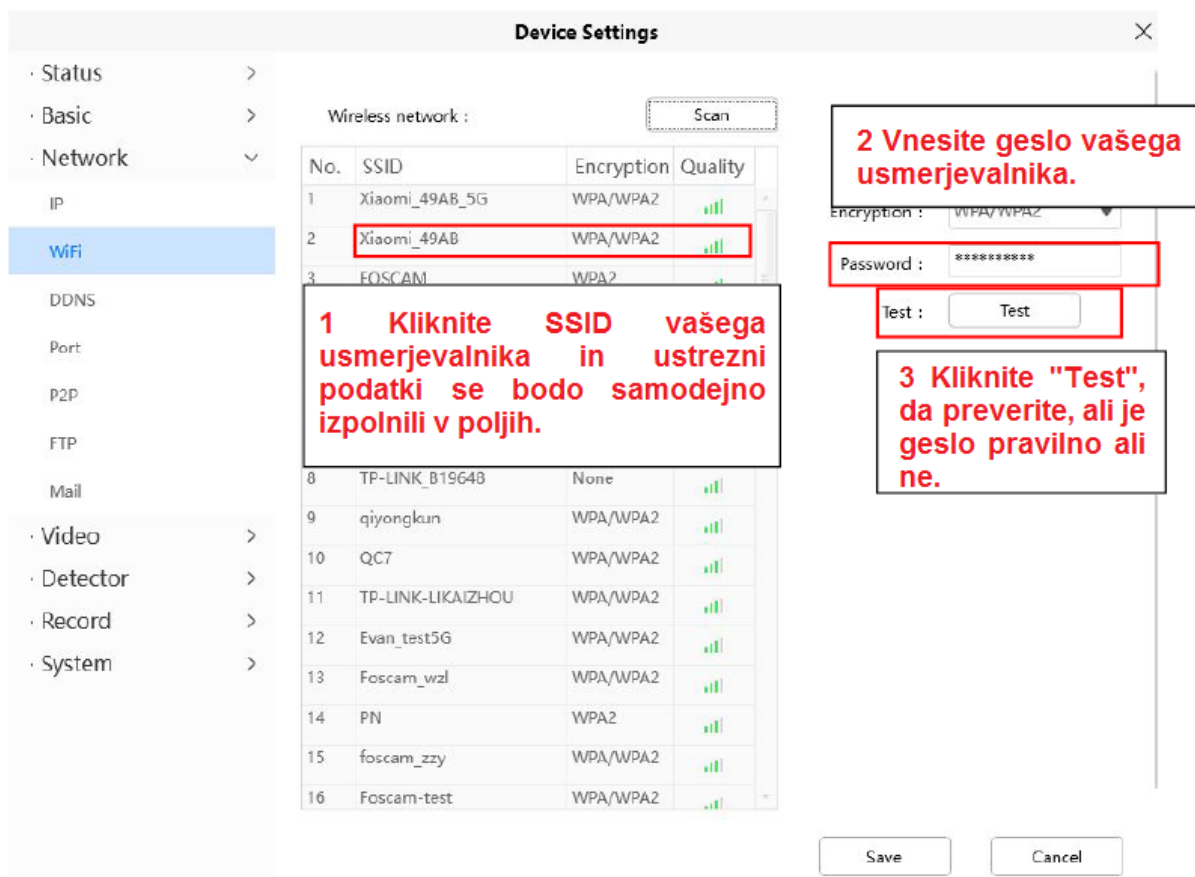 Device Settings
· Status
· Basic
· Network
IP
WiFi
DDNS
Port
P2P
FTP
Mail
· Video
· Detector
· Record
· System
Wireless network :
Scan
No. SSID Encryption Quality
1 Xiaomi_49AB_5G WPA/WPA2
2 Xiaomi_49AB WPA/WPA2
3 FOSCAM WPA2
1 Kliknite SSID vašega
usmerjevalnika in ustrezni
podatki se bodo samodejno
izpolnili v poljih.
8 TP-LINK_B1964B None
9 qiyongkun WPA/WPA2
10 QC7 WPA/WPA2
11 TP-LINK-LIKAIZHOU WPA/WPA2
12 Evan_test5G WPA/WPA2
13 Foscam_wzl WPA/WPA2
14 PN WPA2
15 foscam_zzy WPA/WPA2
16 Foscam-test WPA/WPA2
2 Vnesite geslo vašega
usmerjevalnika.
Encryption : WPA/WPA2
Password : **********
Test : Test
3 Kliknite "Test",
da preverite, ali je
geslo pravilno ali
ne.
Save
Cancel